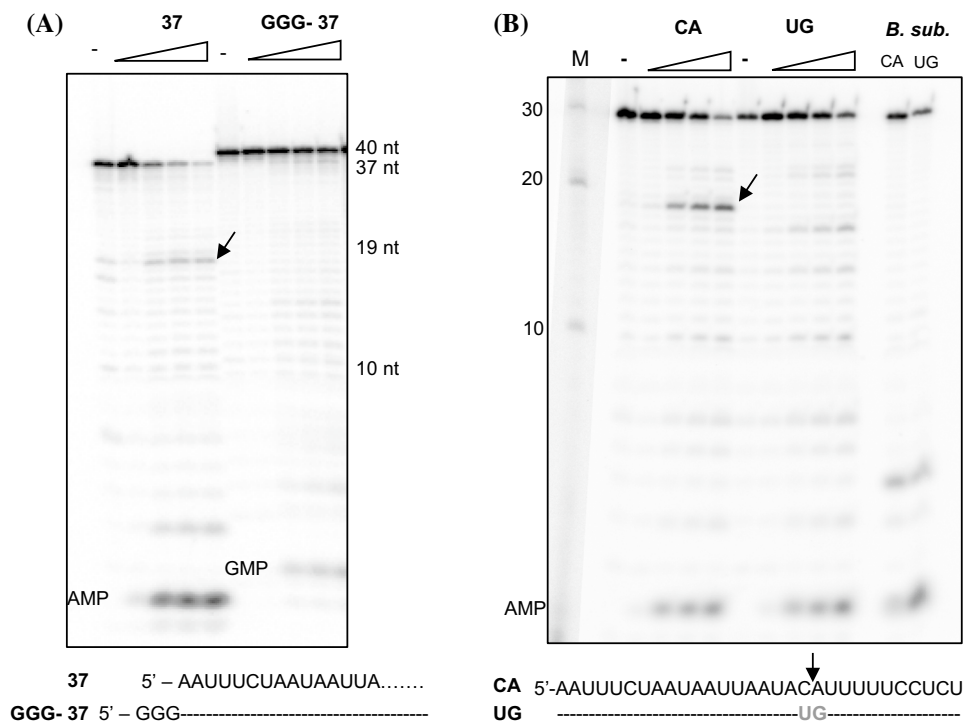 (A)
37
GGG- 37
-
-
40 nt
37 nt
19 nt
10 nt
GMP
AMP
37 5’ – AAUUUCUAAUAAUUA.......
GGG- 37 5’ – GGG--------------------------------------
(B)
CA
UG
B. sub.
M
-
-
CA UG
30
20
10
AMP
CA 5’-AAUUUCUAAUAAUUAAUACAUUUUUCCUCU
UG ------------------------------------UG---------------------